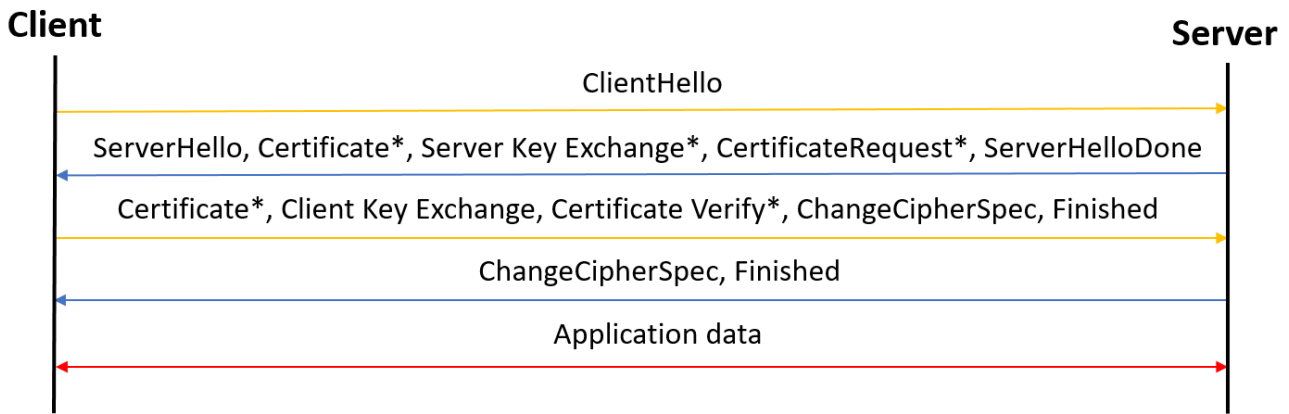 Client
Server
ClientHello
ServerHello, Certificate*, Server Key Exchange*, CertificateRequest*, ServerHelloDone
Certificate*, Client Key Exchange, Certificate Verify*, ChangeCipherSpec, Finished
ChangeCipherSpec, Finished
Application data